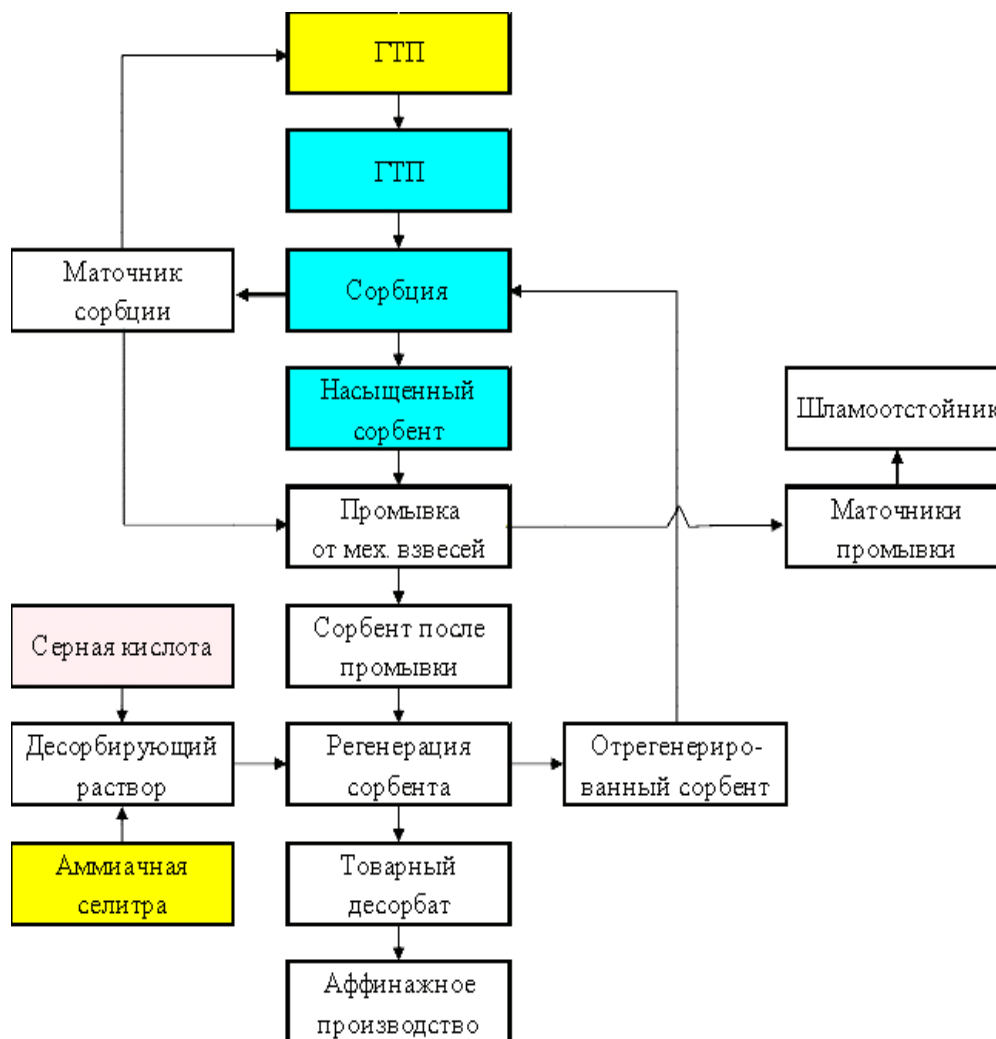 ГТП
ГТП
Маточник
сорбции
Сорбция
Насыщенный
сорбент
Шламоотстойник
Промывка
от мех. взвесей
Маточники
промывки
Серная кислота
Сорбент после
промывки
Десорбирующий
раствор
Регенерация
сорбента
Отрегенериро-
ванный сорбент
Аммиачная
селитра
Товарный
десорбат
Аффинажное
производство